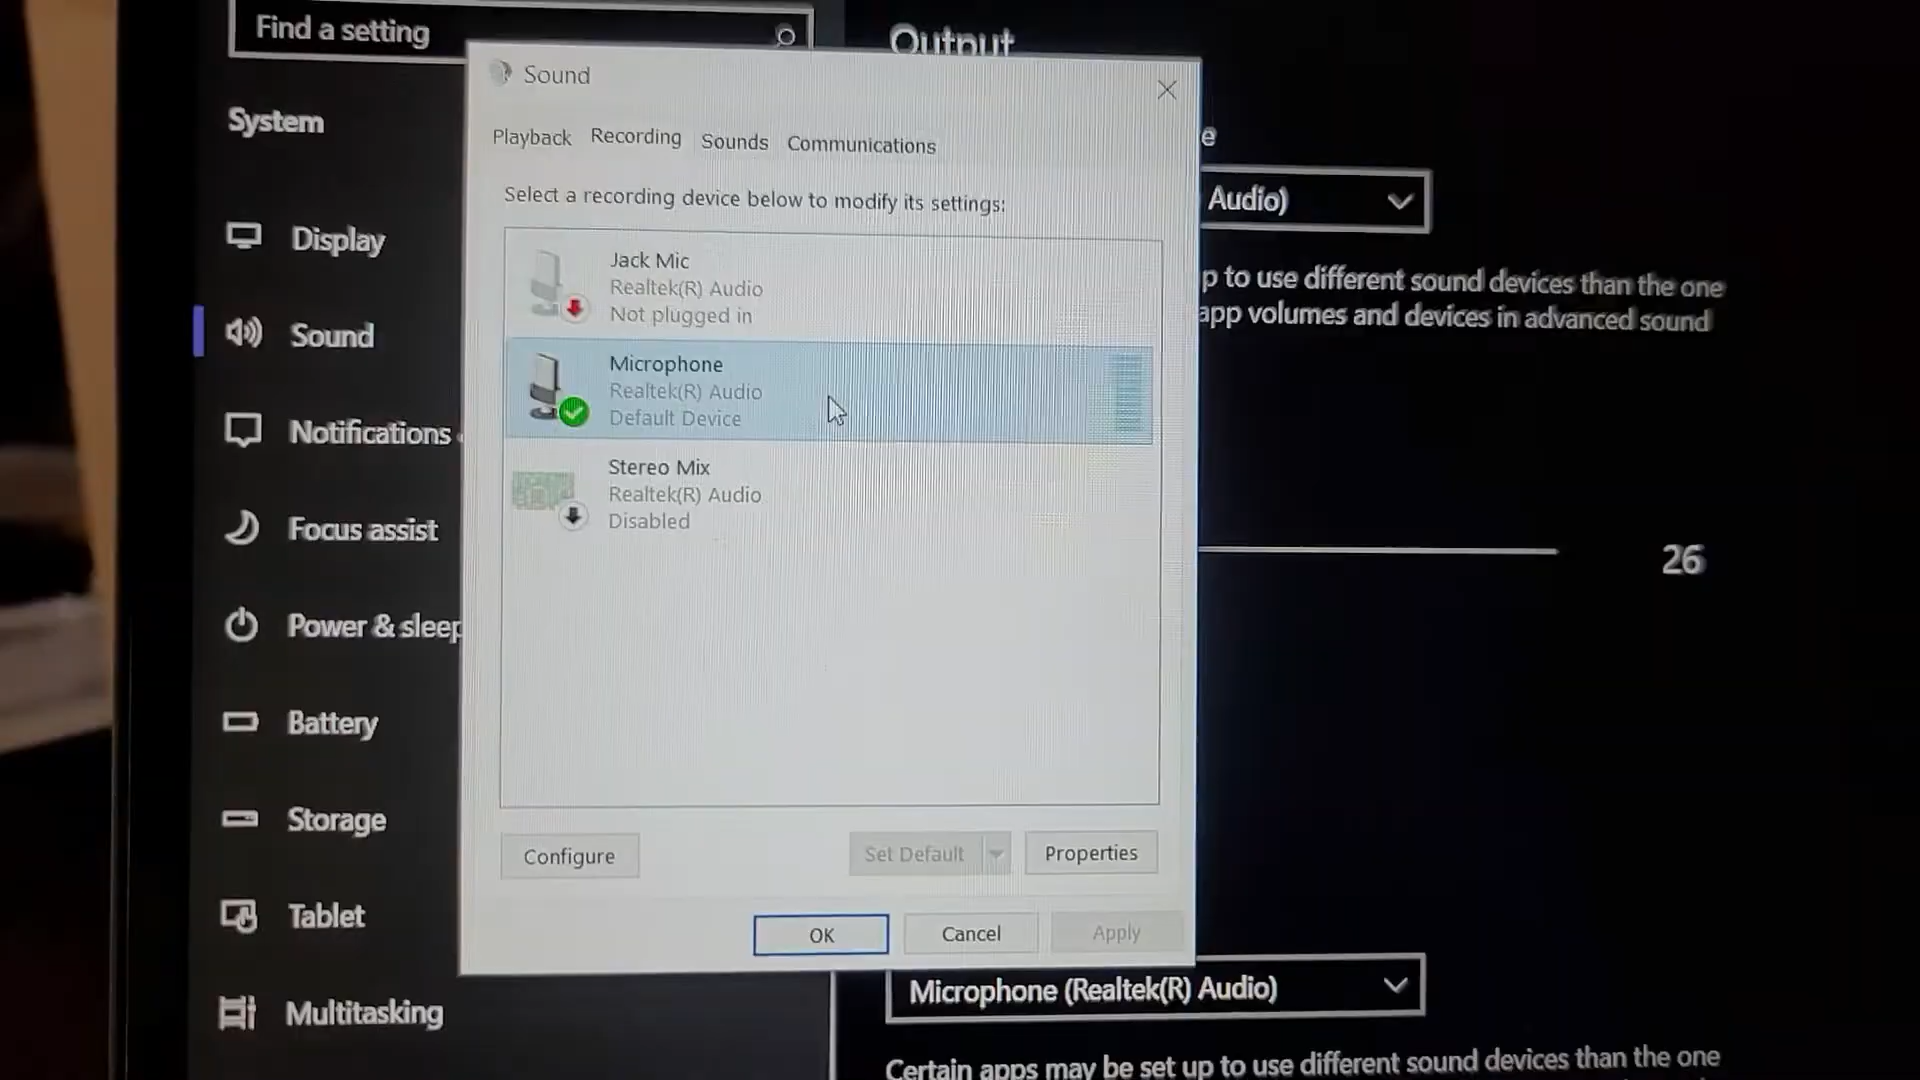 Find a setting
System
Display
Sound
Notifications
Focus assist
Power & sleep
Battery
Storage
Tablet
Multitasking
Sound
Playback
Recording
Sounds
Communications
Select a recording device below to modify its settings:
Jack Mic
Realtek(R) Audio
Not plugged in
Microphone
Realtek(R) Audio
Default Device
Stereo Mix
Realtek(R) Audio
Disabled
Configure
Set Default
Properties
OK
Cancel
Apply
Output
e
Audio)
p to use different sound devices than the one
app volumes and devices in advanced sound
26
Microphone (Realtek(R) Audio)
Certain apps may be set up to use different sound devices than the one